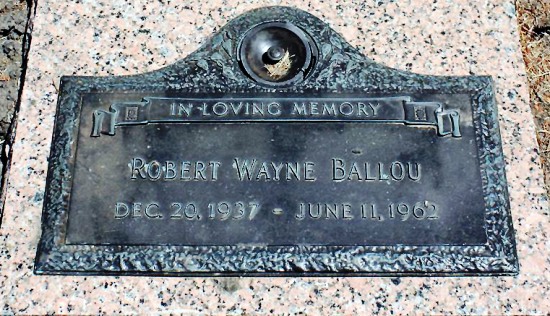 IN LOVING MEMORY
ROBERT WAYNE BALLOU
DEC. 20, 1937 - JUNE 11, 1962